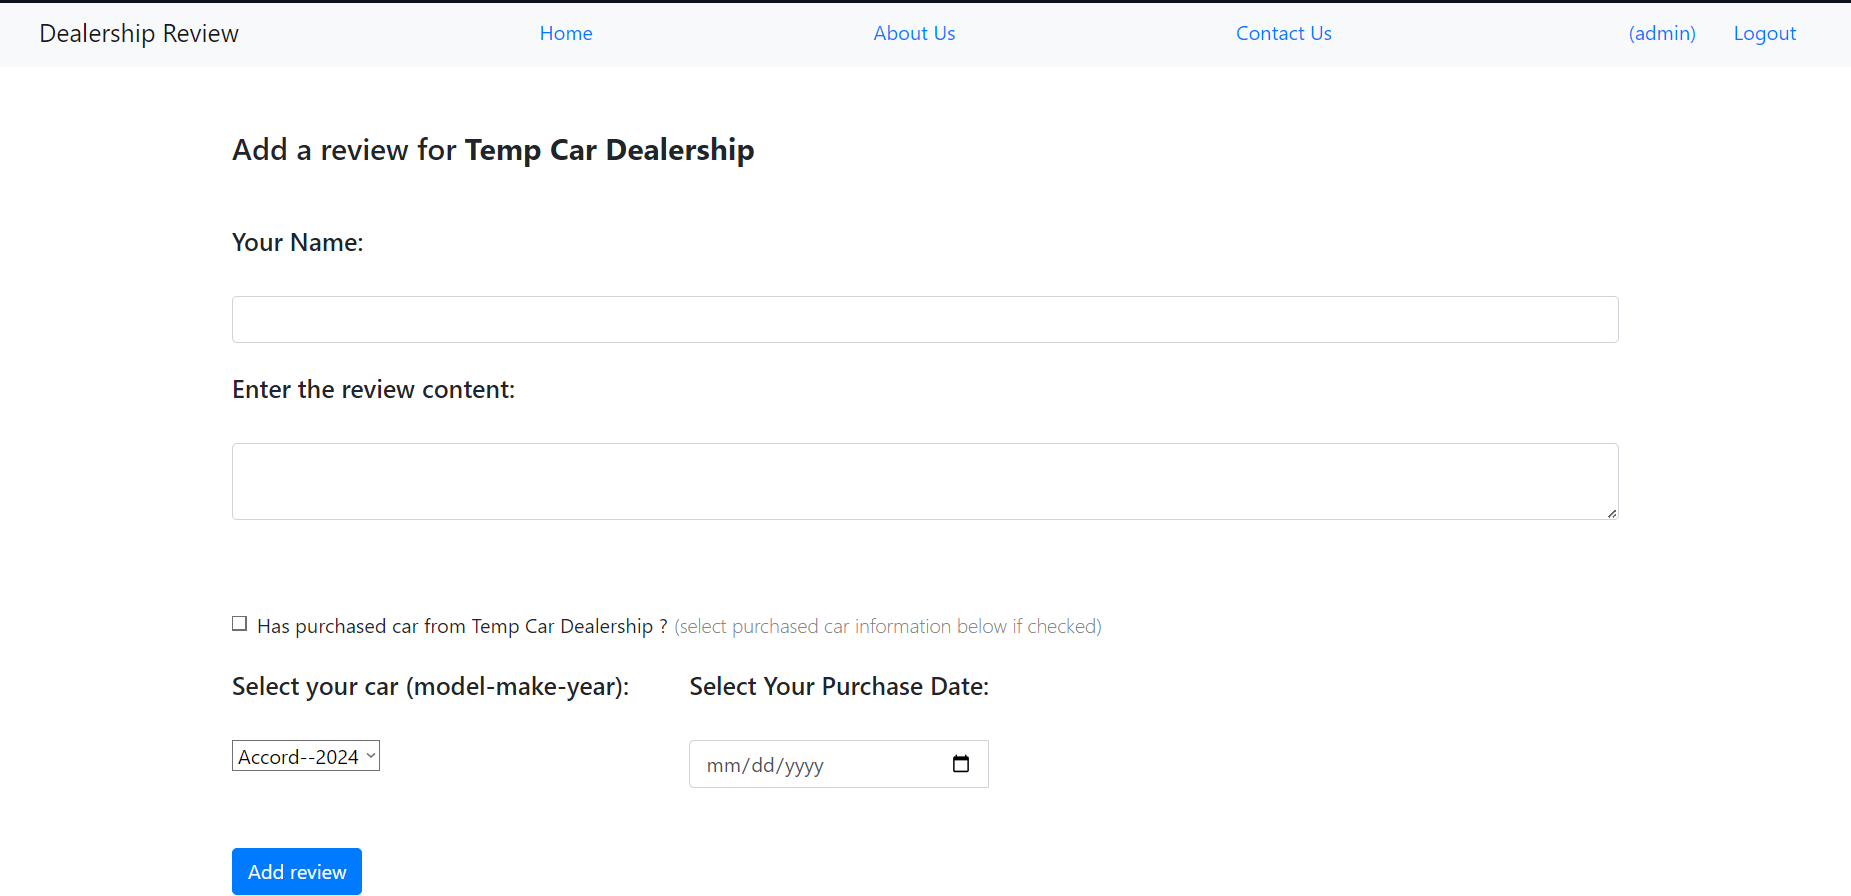 Dealership Review Home About Us Contact Us (admin) Logout
Add a review for Temp Car Dealership
Your Name:
Enter the review content:
Has purchased car from Temp Car Dealership ? (select purchased car information below if checked)
Select your car (model-make-year): Select Your Purchase Date:
Accord--2024 mm/dd/yyyy
Add review